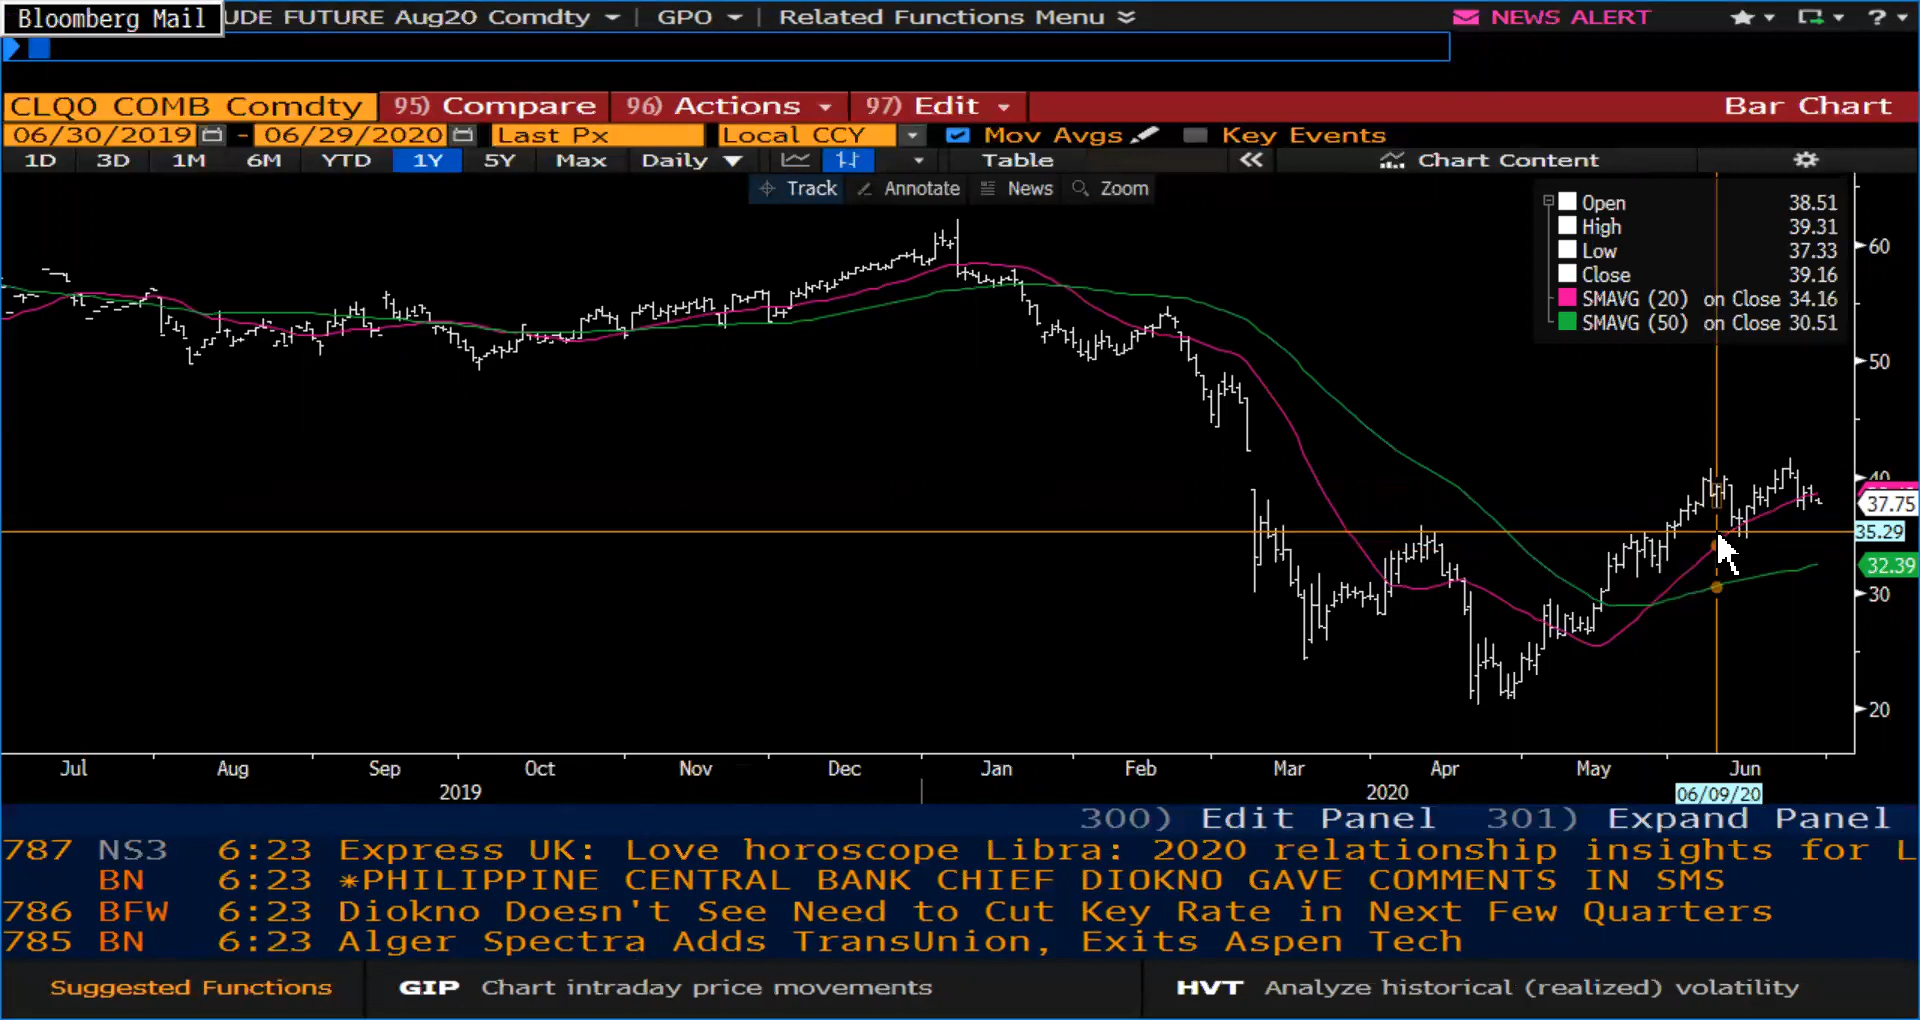 Bloomberg Mail UDE FUTURE Aug20 Comdty GPO Related Functions Menu NEWS ALERT ?
CLQ0 COMB Comdty 95) Compare 96) Actions 97) Edit Bar Chart
06/30/2019 - 06/29/2020 Last Px Local CCY Mov Avgs Key Events
1D 3D 1M 6M YTD 1Y 5Y Max Daily Table Chart Content
Track Annotate News Zoom
Open 38.51
High 39.31
Low 37.33
Close 39.16
SMAVG (20) on Close 34.16
SMAVG (50) on Close 30.51
60
50
40
37.75
35.29
32.39
30
20
Jul Aug Sep Oct Nov Dec Jan Feb Mar Apr May Jun
2019 2020 06/09/20
300) Edit Panel 301) Expand Panel
787 NS3 6:23 Express UK: Love horoscope Libra: 2020 relationship insights for L
BN 6:23 *PHILIPPINE CENTRAL BANK CHIEF DIOKNO GAVE COMMENTS IN SMS
786 BFW 6:23 Diokno Doesn't See Need to Cut Key Rate in Next Few Quarters
785 BN 6:23 Alger Spectra Adds TransUnion, Exits Aspen Tech
Suggested Functions GIP Chart intraday price movements HVT Analyze historical (realized) volatility